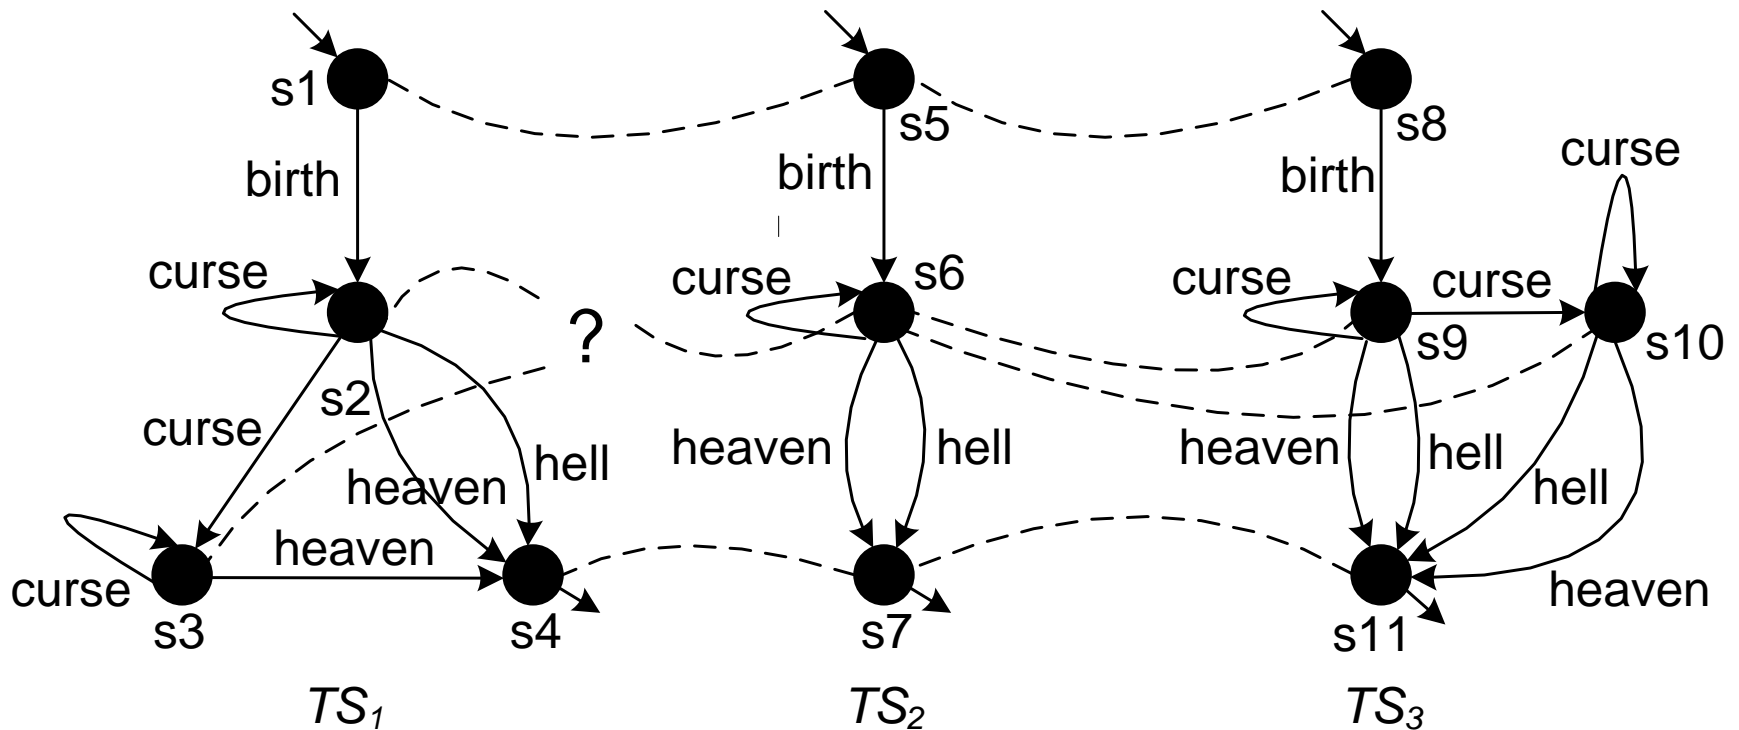 s1
birth
curse
s2
curse
heaven
hell
heaven
curse
s3
s4
TS1
?
s5
birth
curse
s6
heaven
hell
s7
TS2
s8
birth
curse
curse
curse
s9
s10
heaven
hell
hell
heaven
s11
TS3